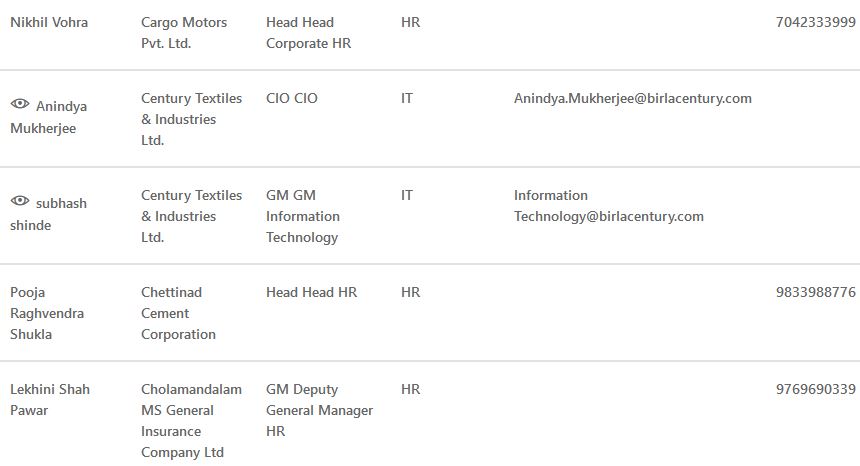 Nikhil Vohra Cargo Motors Head Head HR 7042333999
Pvt. Ltd. Corporate HR
Anindya Century Textiles CIO CIO IT Anindya.Mukherjee@birlacentury.com
Mukherjee & Industries
Ltd.
subhash Century Textiles GM GM IT Information
shinde & Industries Information Technology@birlacentury.com
Ltd. Technology
Pooja Chettinad Head Head HR HR 9833988776
Raghvendra Cement
Shukla Corporation
Lekhini Shah Cholamandalam GM Deputy HR 9769690339
Pawar MS General General Manager
Insurance HR
Company Ltd